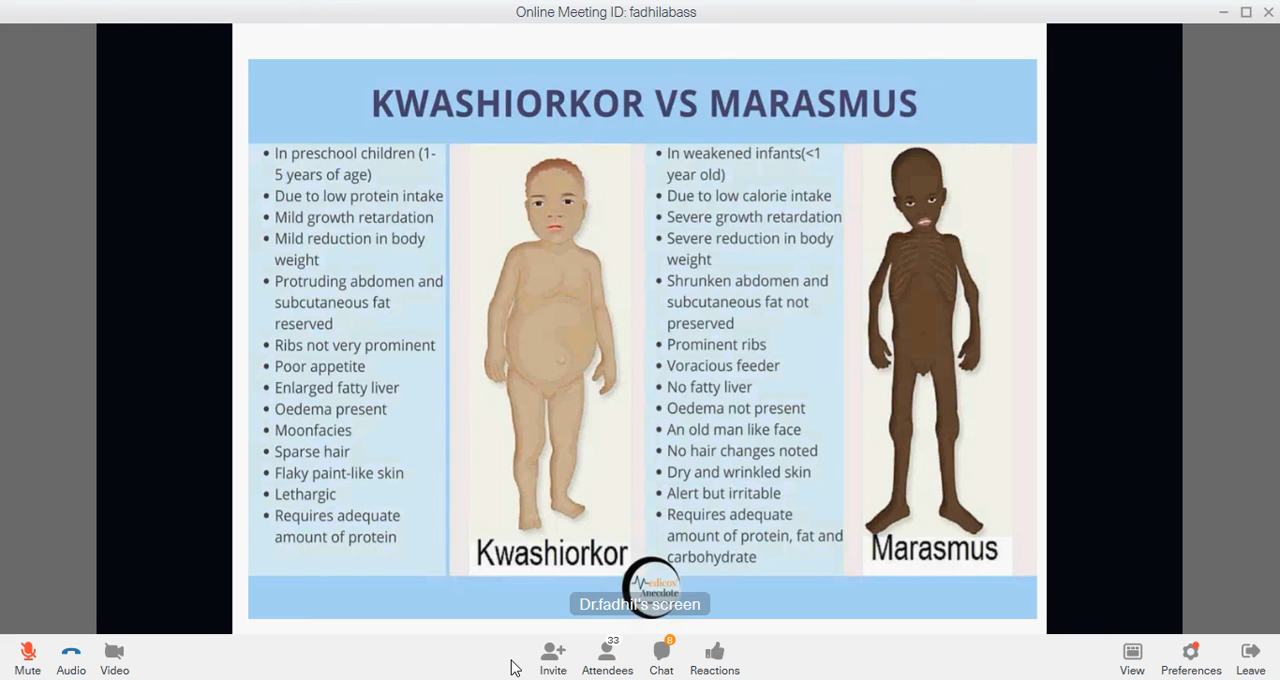 Online Meeting ID: fadhilabass
KWASHIORKOR VS MARASMUS
• In preschool children (1-
5 years of age)
• Due to low protein intake
• Mild growth retardation
• Mild reduction in body
weight
• Protruding abdomen and
subcutaneous fat
reserved
• Ribs not very prominent
• Poor appetite
• Enlarged fatty liver
• Oedema present
• Moonfacies
• Sparse hair
• Flaky paint-like skin
• Lethargic
• Requires adequate
amount of protein
Kwashiorkor
• In weakened infants(<1
year old)
• Due to low calorie intake
• Severe growth retardation
• Severe reduction in body
weight
• Shrunken abdomen and
subcutaneous fat not
preserved
• Prominent ribs
• Voracious feeder
• No fatty liver
• Oedema not present
• An old man like face
• No hair changes noted
• Dry and wrinkled skin
• Alert but irritable
• Requires adequate
amount of protein, fat and
carbohydrate
Marasmus
Medicos
Anecdote
Dr.fadhil's screen
33
8
Mute
Audio
Video
Invite
Attendees
Chat
Reactions
View
Preferences
Leave